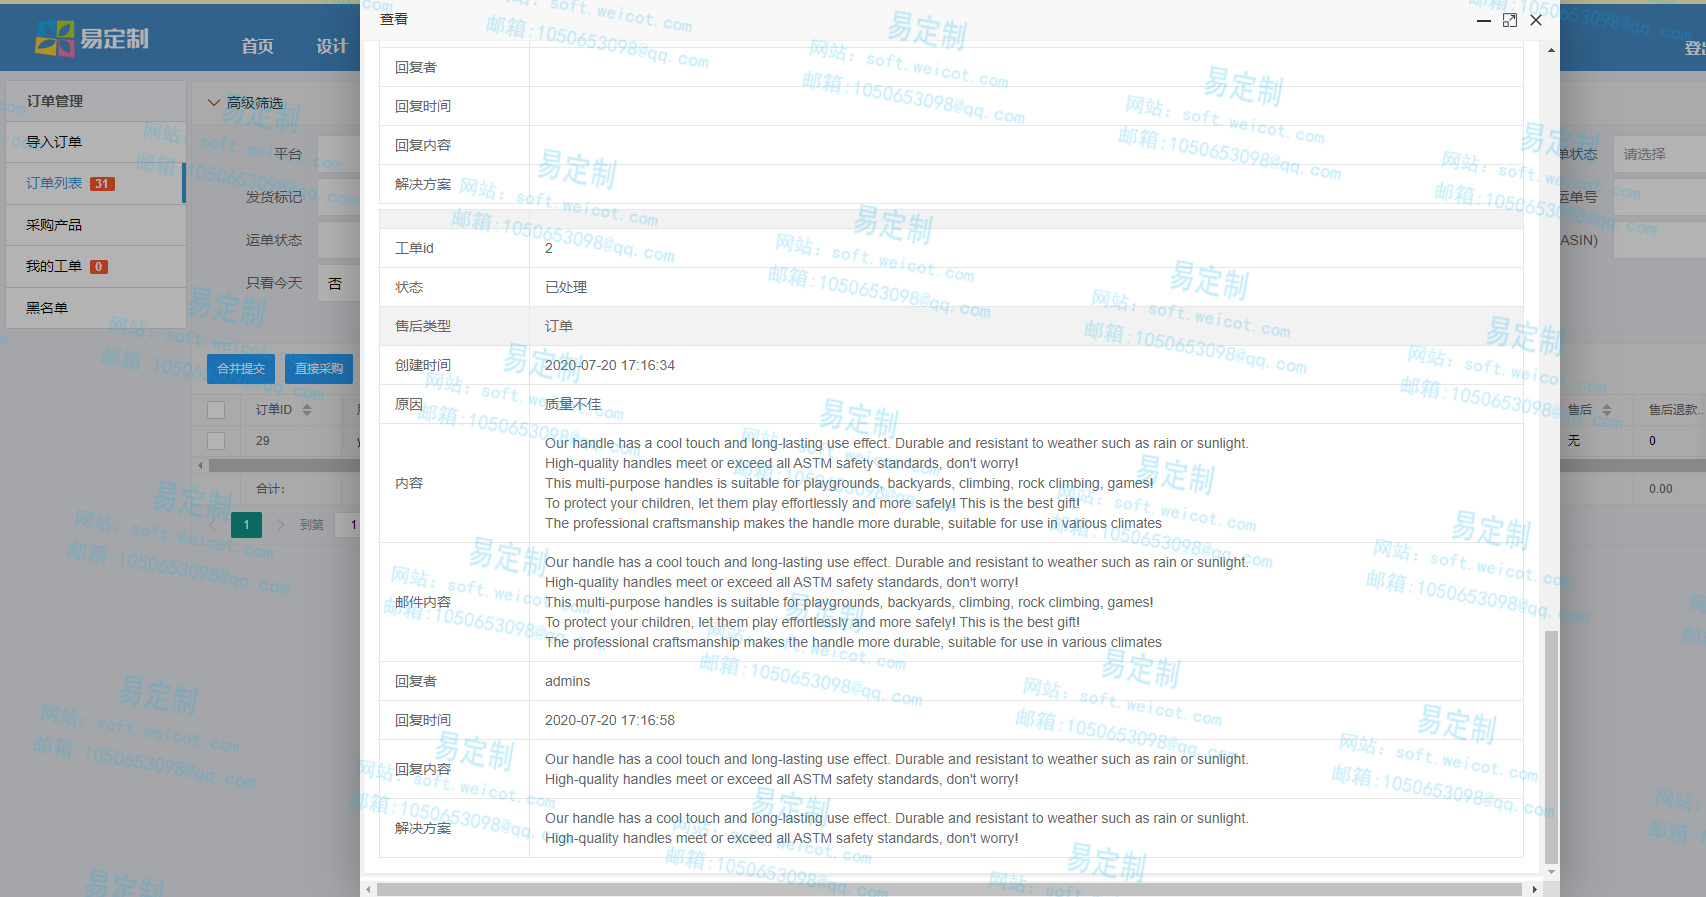 易定制
首页
设计
登出
订单管理
导入订单
订单列表 31
采购产品
我的工单 0
黑名单
高级筛选
平台
发货标记
运单状态
只看今天
否
单状态
请选择
运单号
ASIN)
合并提交
直接采购
订单ID
29
合计:
1
到第
1
售后
售后退款...
无
0
0.00
查看
回复者
回复时间
回复内容
解决方案
工单id
2
状态
已处理
售后类型
订单
创建时间
2020-07-20 17:16:34
原因
质量不佳
内容
Our handle has a cool touch and long-lasting use effect. Durable and resistant to weather such as rain or sunlight.
High-quality handles meet or exceed all ASTM safety standards, don't worry!
This multi-purpose handles is suitable for playgrounds, backyards, climbing, rock climbing, games!
To protect your children, let them play effortlessly and more safely! This is the best gift!
The professional craftsmanship makes the handle more durable, suitable for use in various climates
邮件内容
Our handle has a cool touch and long-lasting use effect. Durable and resistant to weather such as rain or sunlight.
High-quality handles meet or exceed all ASTM safety standards, don't worry!
This multi-purpose handles is suitable for playgrounds, backyards, climbing, rock climbing, games!
To protect your children, let them play effortlessly and more safely! This is the best gift!
The professional craftsmanship makes the handle more durable, suitable for use in various climates
回复者
admins
回复时间
2020-07-20 17:16:58
回复内容
Our handle has a cool touch and long-lasting use effect. Durable and resistant to weather such as rain or sunlight.
High-quality handles meet or exceed all ASTM safety standards, don't worry!
解决方案
Our handle has a cool touch and long-lasting use effect. Durable and resistant to weather such as rain or sunlight.
High-quality handles meet or exceed all ASTM safety standards, don't worry!
易定制
网站：soft.weicot.com
邮箱:1050653098@qq.com